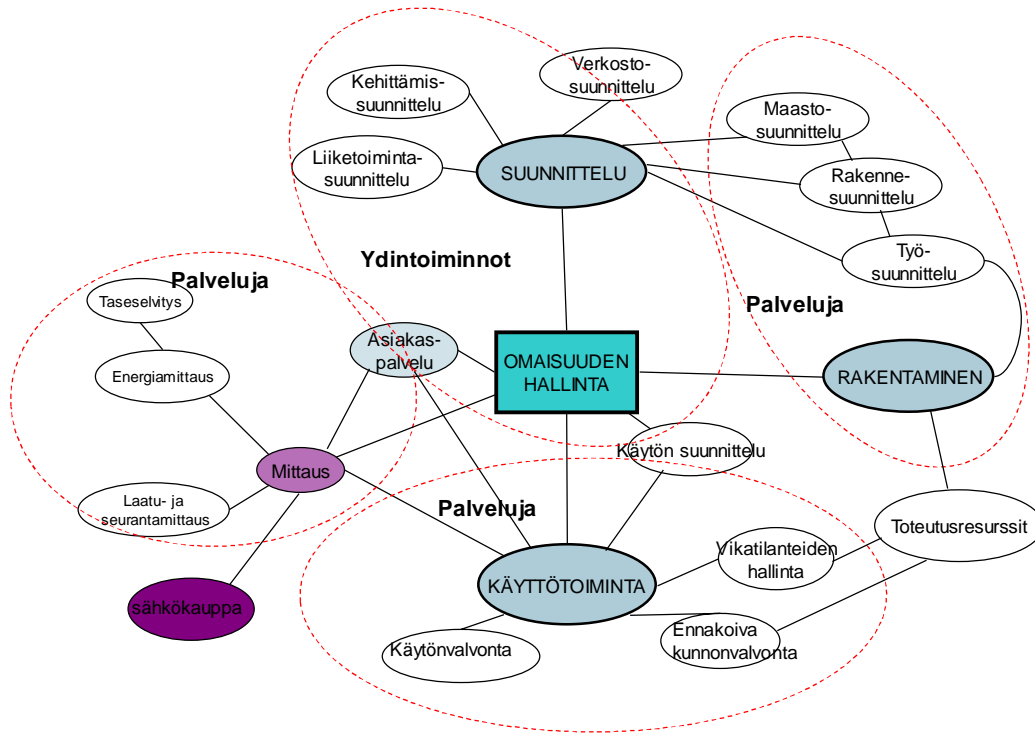 Verkosto-
suunnittelu
Kehittämis-
suunnittelu
Maasto-
suunnittelu
Liiketoiminta-
suunnittelu
SUUNNITTELU
Rakenne-
suunnittelu
Työ-
suunnittelu
Ydintoiminnot
Palveluja
Palveluja
Taseselvitys
Asiakas-
palvelu
OMAISUUDEN
HALLINTA
Energiamittaus
RAKENTAMINEN
Käytön suunnittelu
Mittaus
Laatu- ja
seurantamittaus
Palveluja
Toteutusresurssit
Vikatilanteiden
hallinta
KÄYTTÖTOIMINTA
sähkökauppa
Käytönvalvonta
Ennakoiva
kunnonvalvonta